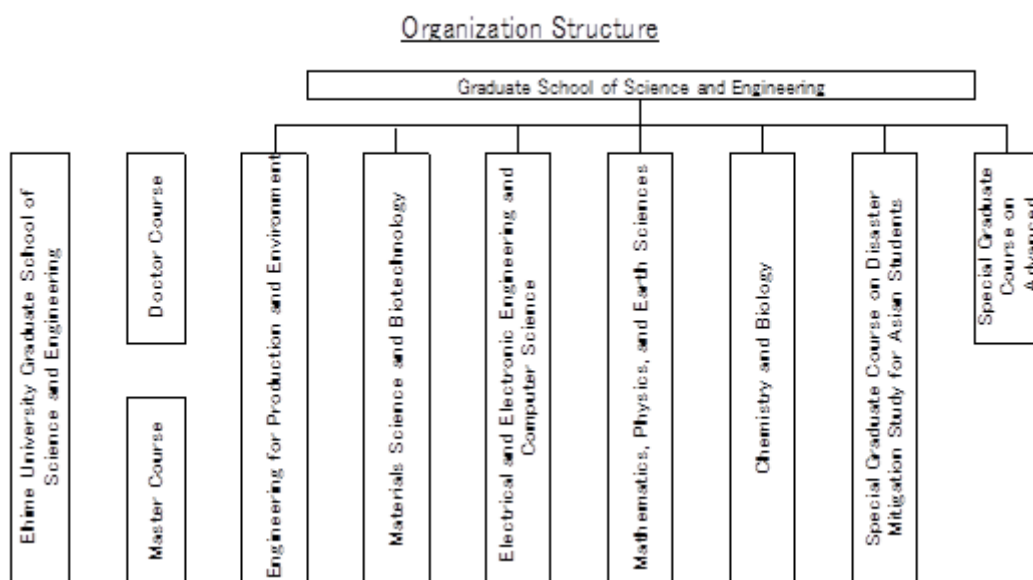 Organization Structure
Graduate School of Science and Engineering
Ehime University Graduate School of
Science and Engineering
Doctor Course
Master Course
Engineering for Production and Environment
Materials Science and Biotechnology
Electrical and Electronic Engineering and
Computer Science
Mathematics, Physics, and Earth Sciences
Chemistry and Biology
Special Graduate Course on Disaster
Mitigation Study for Asian Students
Special Graduate
Course on
Advanced